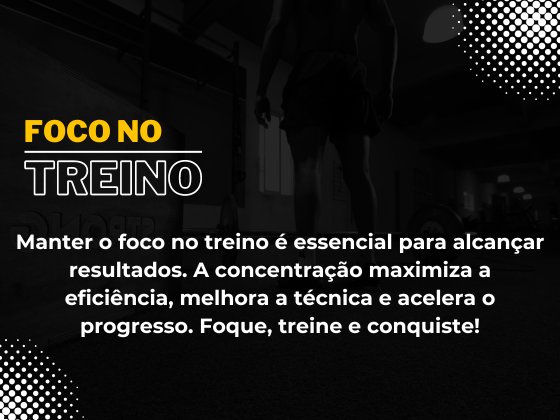 FOCO NO
TREINO
Manter o foco no treino é essencial para alcançar
resultados. A concentração maximiza a
eficiência, melhora a técnica e acelera o
progresso. Foque, treine e conquiste!